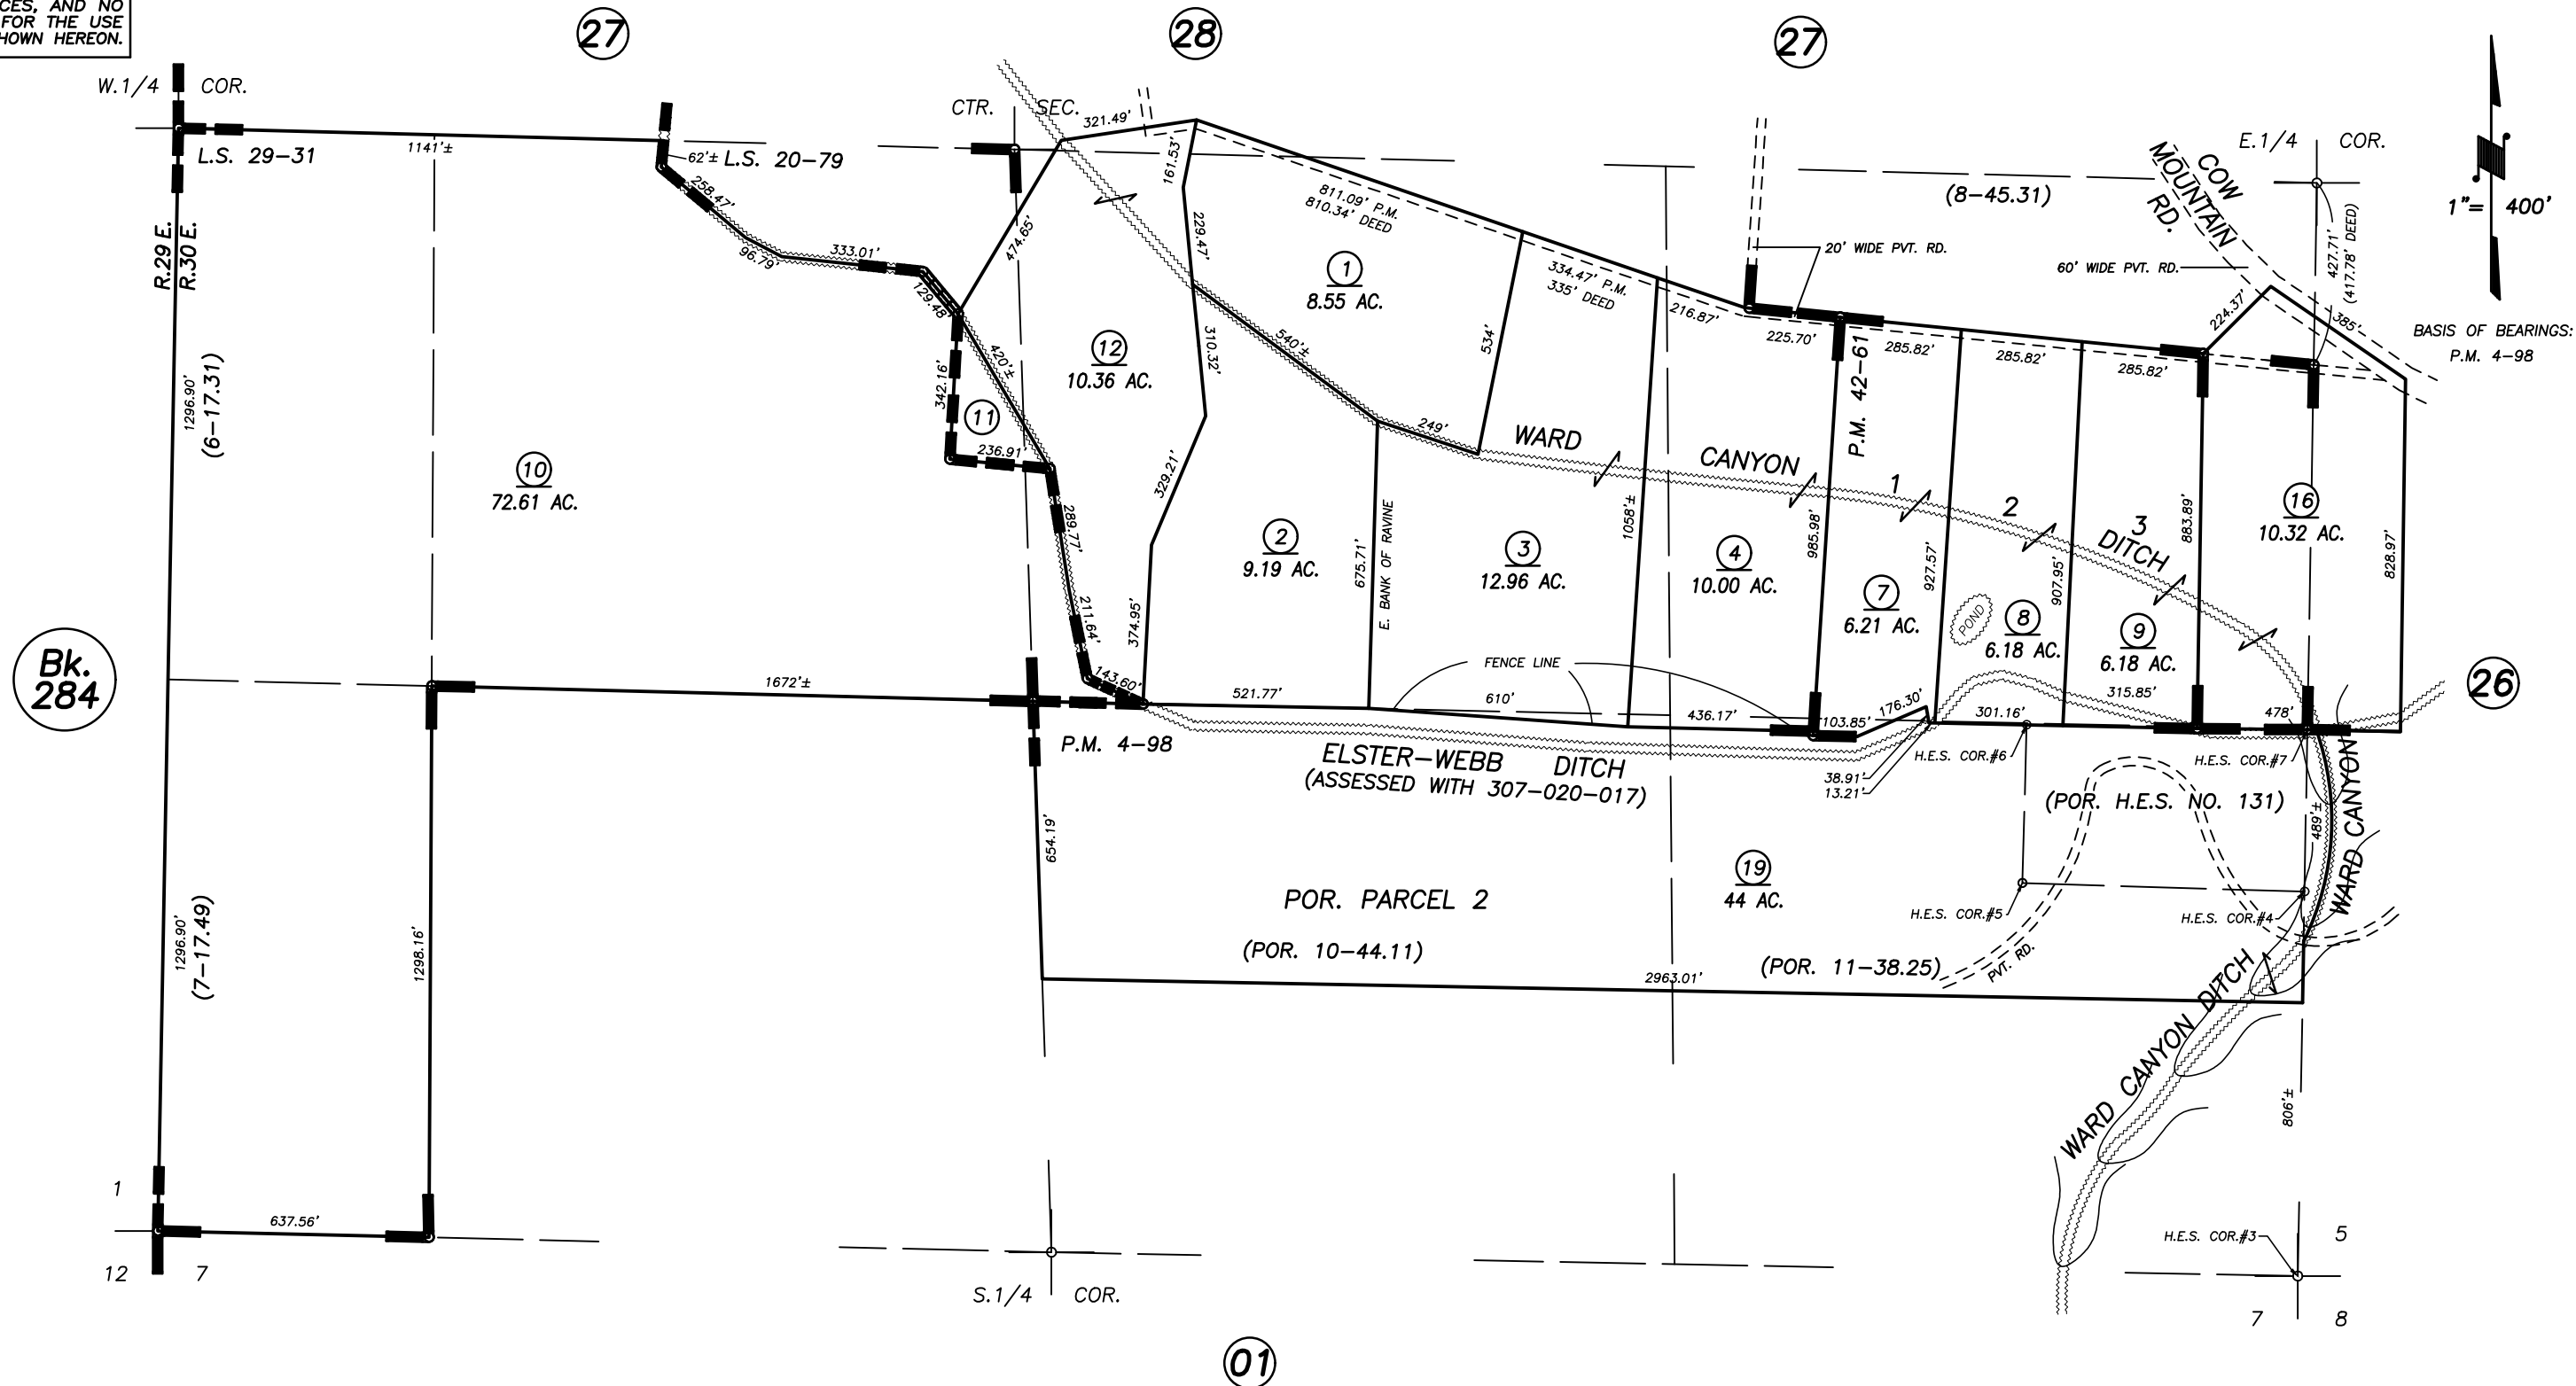 CES, AND NO
FOR THE USE
HOWN HEREON.
27
28
27
W.1/4 COR.
CTR. SEC.
E.1/4 COR.
L.S. 29-31
1141'±
62'±
L.S. 20-79
321.49'
161.53'
811.09' P.M.
810.34' DEED
(8-45.31)
COW
MOUNTAIN
RD.
427.71'
(417.78' DEED)
1"= 400'
BASIS OF BEARINGS:
P.M. 4-98
R.29 E.
R.30 E.
258.47'
96.79'
333.01'
129.48'
474.65'
229.47'
1
8.55 AC.
334.47' P.M.
335' DEED
216.87'
20' WIDE PVT. RD.
60' WIDE PVT. RD.
224.37'
385'
225.70'
285.82'
285.82'
285.82'
1296.90'
(6-17.31)
342.16'
420'±
11
236.91'
12
10.36 AC.
310.32'
540'±
534'
249'
P.M. 42-61
WARD
CANYON
1
2
3
DITCH
10
72.61 AC.
289.77'
329.21'
2
9.19 AC.
675.71'
E. BANK OF RAVINE
3
12.96 AC.
1058'±
4
10.00 AC.
985.98'
7
6.21 AC.
927.57'
POND
8
6.18 AC.
907.95'
9
6.18 AC.
883.89'
16
10.32 AC.
828.97'
Bk.
284
26
211.64'
374.95'
143.60'
1672'±
521.77'
FENCE LINE
610'
436.17'
103.85'
176.30'
301.16'
315.85'
478'
P.M. 4-98
ELSTER-WEBB DITCH
(ASSESSED WITH 307-020-017)
38.91'
13.21'
H.E.S. COR.#6
H.E.S. COR.#7
(POR. H.E.S. NO. 131)
489'±
WARD CANYON
654.19'
19
44 AC.
POR. PARCEL 2
(POR. 10-44.11)
(POR. 11-38.25)
H.E.S. COR.#5
H.E.S. COR.#4
PVT. RD.
2963.01'
1296.90'
(7-17.49)
1298.16'
WARD CANYON DITCH
806'±
1
637.56'
12
7
S.1/4 COR.
H.E.S. COR.#3
5
7
8
01